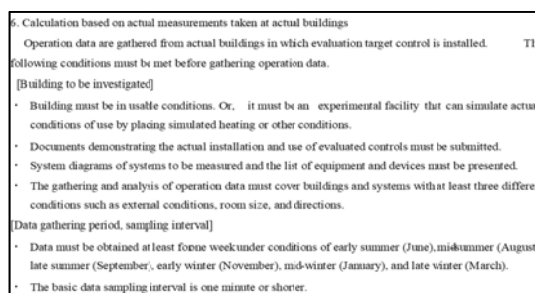 6. Calculation based on actual measurements taken at actual buildings
Operation data are gathered from actual buildings in which evaluation target control is installed. Th
following conditions must be met before gathering operation data.
[Building to be investigated]
· Building must be in usable conditions. Or, it must be an experimental facility that can simulate actua
conditions of use by placing simulated heating or other conditions.
· Documents demonstrating the actual installation and use of evaluated controls must be submitted.
· System diagrams of systems to be measured and the list of equipment and devices must be presented.
· The gathering and analysis of operation data must cover buildings and systems with at least three differen
conditions such as external conditions, room size, and directions.
[Data gathering period, sampling interval]
· Data must be obtained at least for one week under conditions of early summer (June), midsummer (August
late summer (September), early winter (November), mid-winter (January), and late winter (March).
· The basic data sampling interval is one minute or shorter.